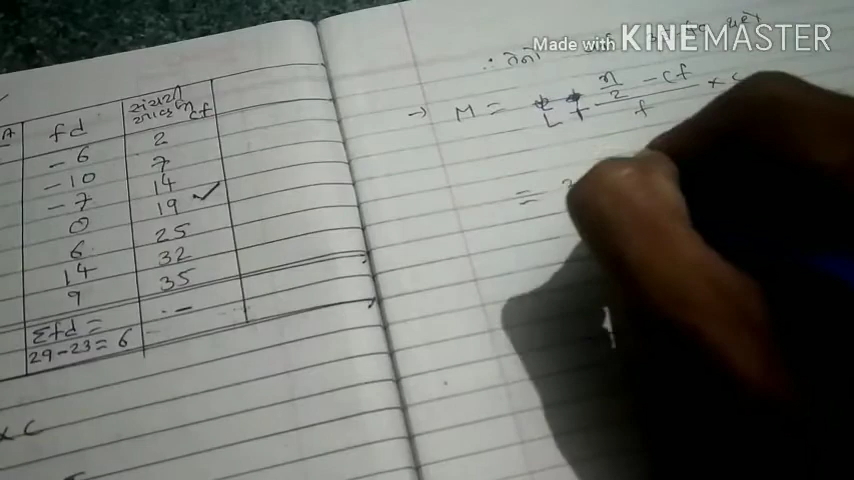 Made with KINEMASTER
A
fd
સંચયી
આવૃત્તિ cf
-6 2
-10 7
-7 14
0 19 ✓
6 25
14 32
9 35
Σfd =
29-23=6 -
x c
∴ તેનો
→ M = L + n/2 - cf / f × c
=